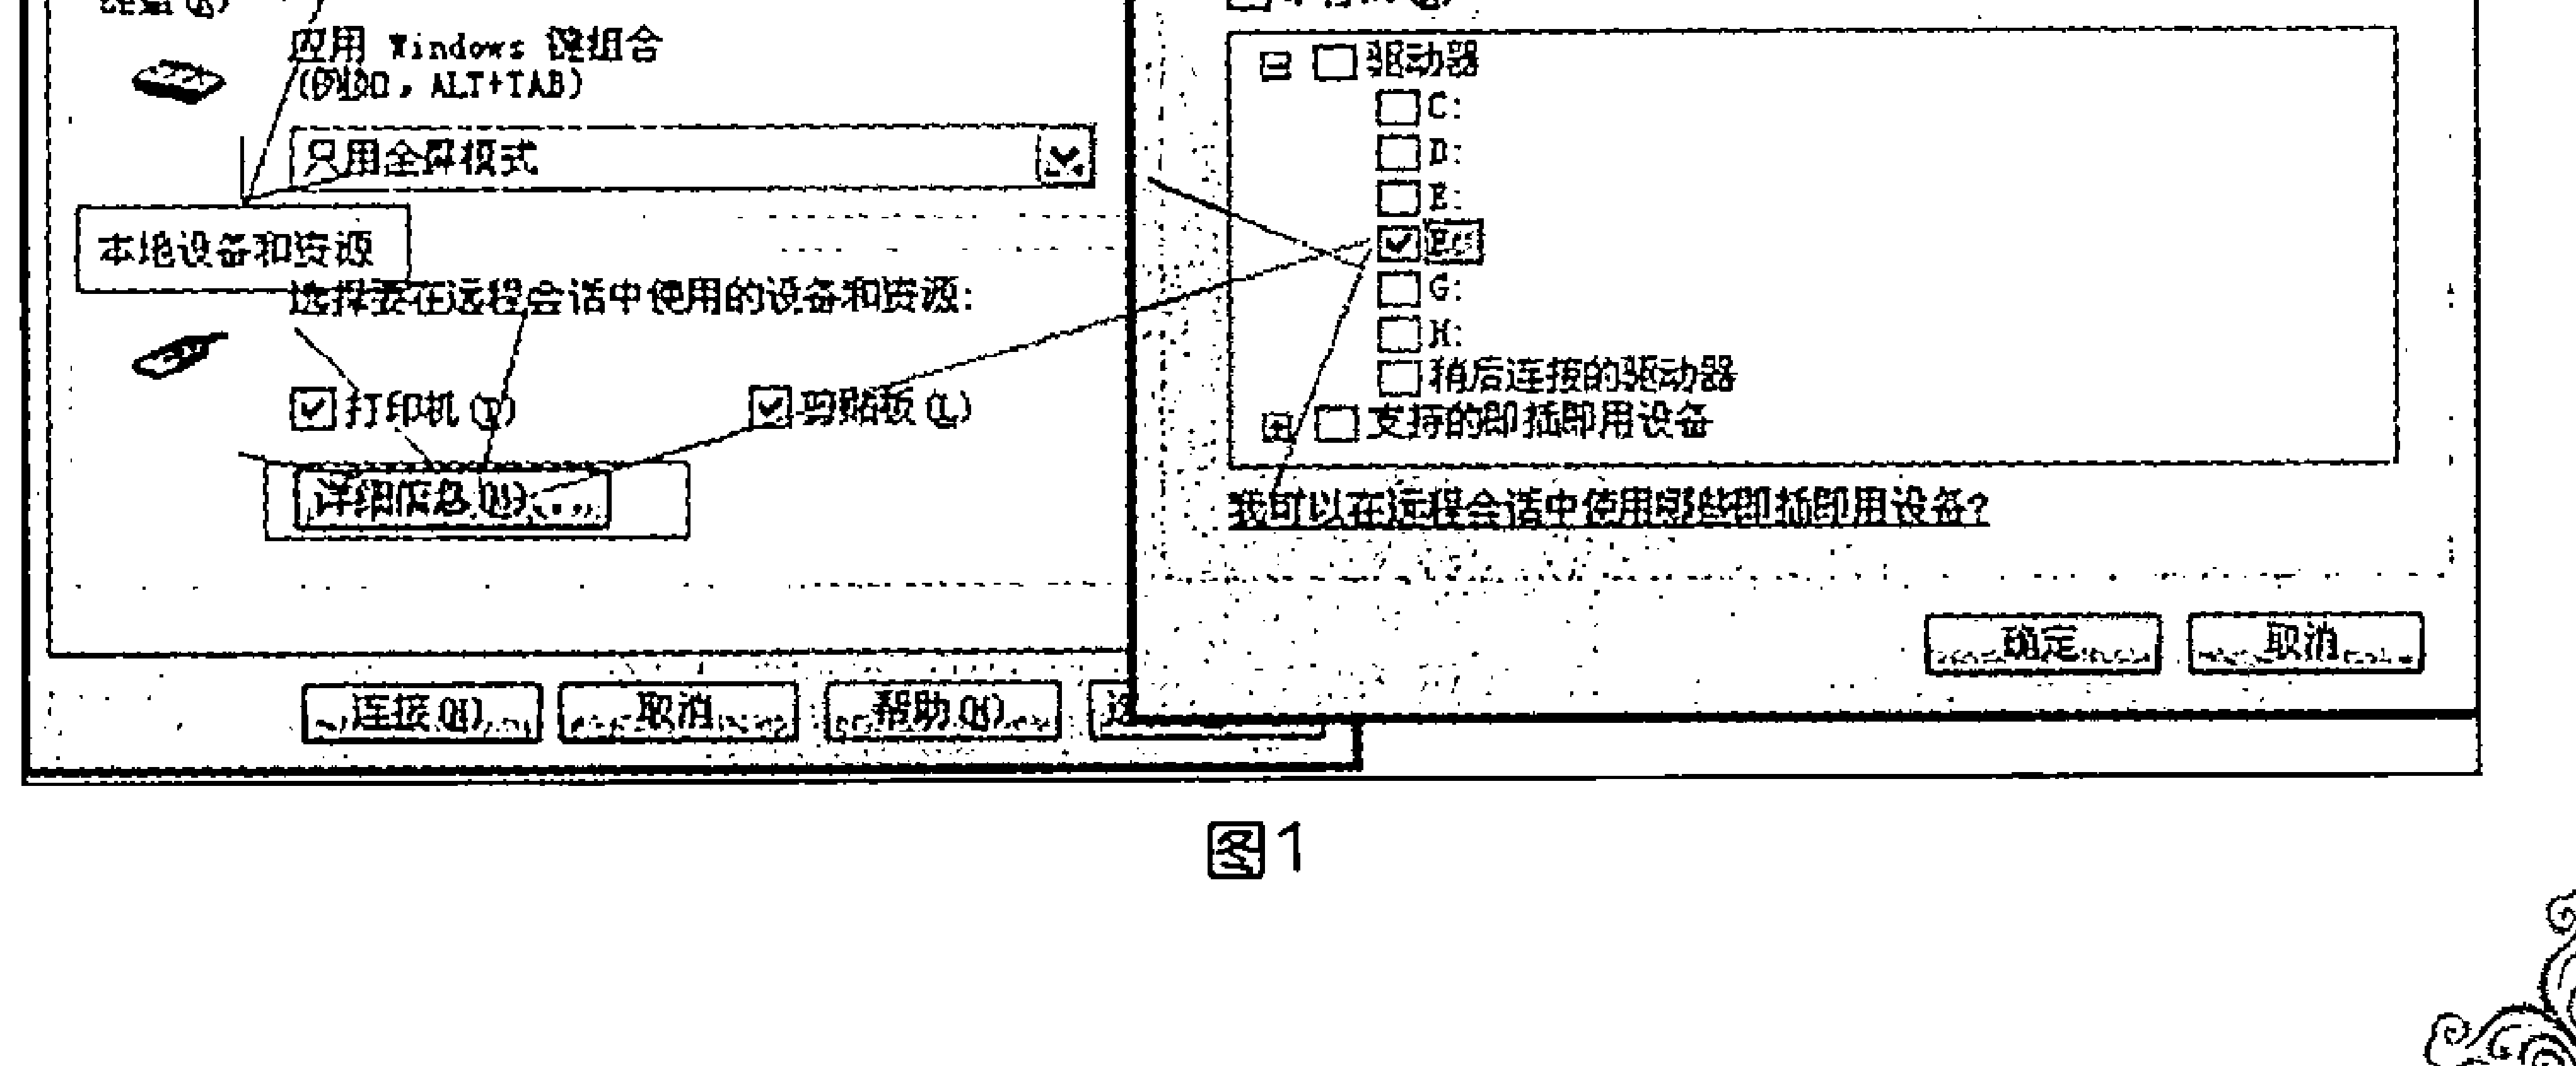 应用 Windows 键组合
(例如，ALT+TAB)
只用全屏模式
本地设备和资源
选择要在远程会话中使用的设备和资源:
打印机(T)
剪贴板(L)
详细信息(M)...
连接(N)
取消
帮助(H)
选
驱动器
C:
D:
E:
F:
G:
H:
稍后连接的驱动器
支持的即插即用设备
我可以在远程会话中使用哪些即插即用设备?
确定
取消
图1